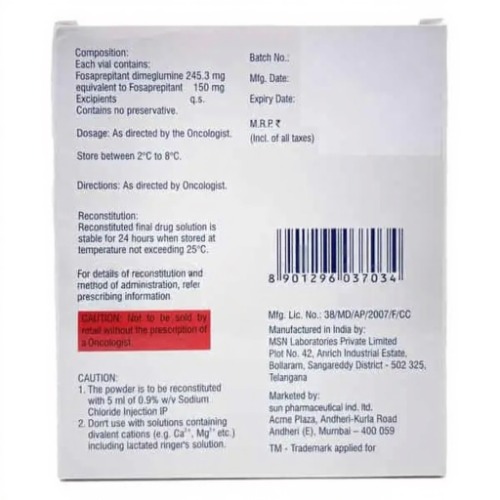 Composition:
Each vial contains:
Fosaprepitant dimeglumine 245.3 mg
equivalent to Fosaprepitant 150 mg
Excipients q.s.
Contains no preservative.
Dosage: As directed by the Oncologist.
Store between 2°C to 8°C.
Directions: As directed by Oncologist.
Reconstitution:
Reconstituted final drug solution is
stable for 24 hours when stored at
temperature not exceeding 25°C.
For details of reconstitution and
method of administration, refer
prescribing information.
CAUTION: Not to be sold by
retail without the prescription of
a Oncologist.
CAUTION:
1. The powder is to be reconstituted
with 5 ml of 0.9% w/v Sodium
Chloride Injection IP
2. Don't use with solutions containing
divalent cations (e.g. Ca²⁺, Mg²⁺ etc.)
including lactated ringer's solution.
Batch No.:
Mfg. Date:
Expiry Date:
M.R.P. ₹
(Incl. of all taxes)
8 901296 037034
Mfg. Lic. No.: 38/MD/AP/2007/F/CC
Manufactured in India by:
MSN Laboratories Private Limited
Plot No. 42, Anrich Industrial Estate,
Bollaram, Sangareddy District - 502 325,
Telangana
Marketed by:
sun pharmaceutical ind. ltd.
Acme Plaza, Andheri-Kurla Road
Andheri (E), Mumbai – 400 059
TM - Trademark applied for